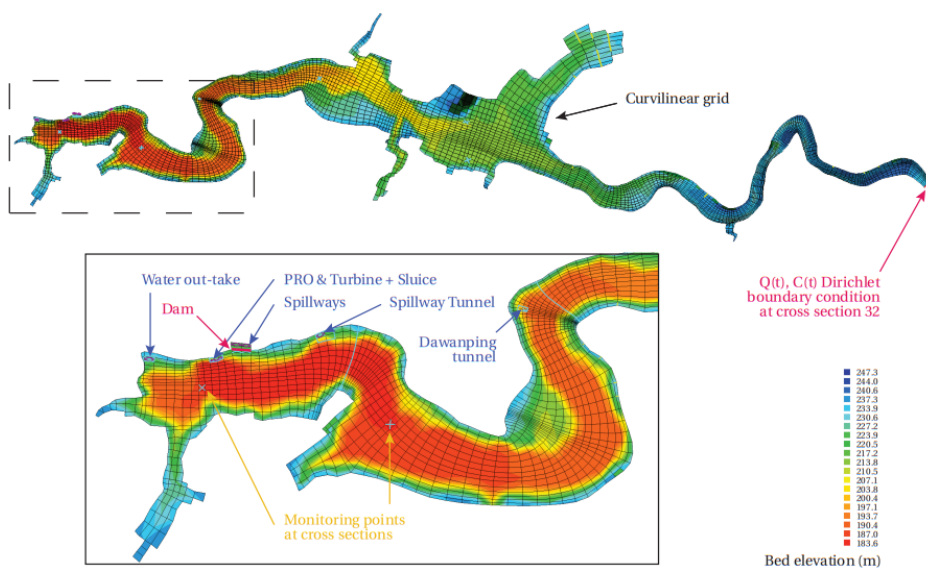 Curvilinear grid
Q(t), C(t) Dirichlet
boundary condition
at cross section 32
Water out-take
PRO & Turbine + Sluice
Dam
Spillways
Spillway Tunnel
Dawanping
tunnel
Monitoring points
at cross sections
247.3
244.0
240.6
237.3
233.9
230.6
227.2
223.9
220.5
217.2
213.8
210.5
207.1
203.8
200.4
197.1
193.7
190.4
187.0
183.6
Bed elevation (m)